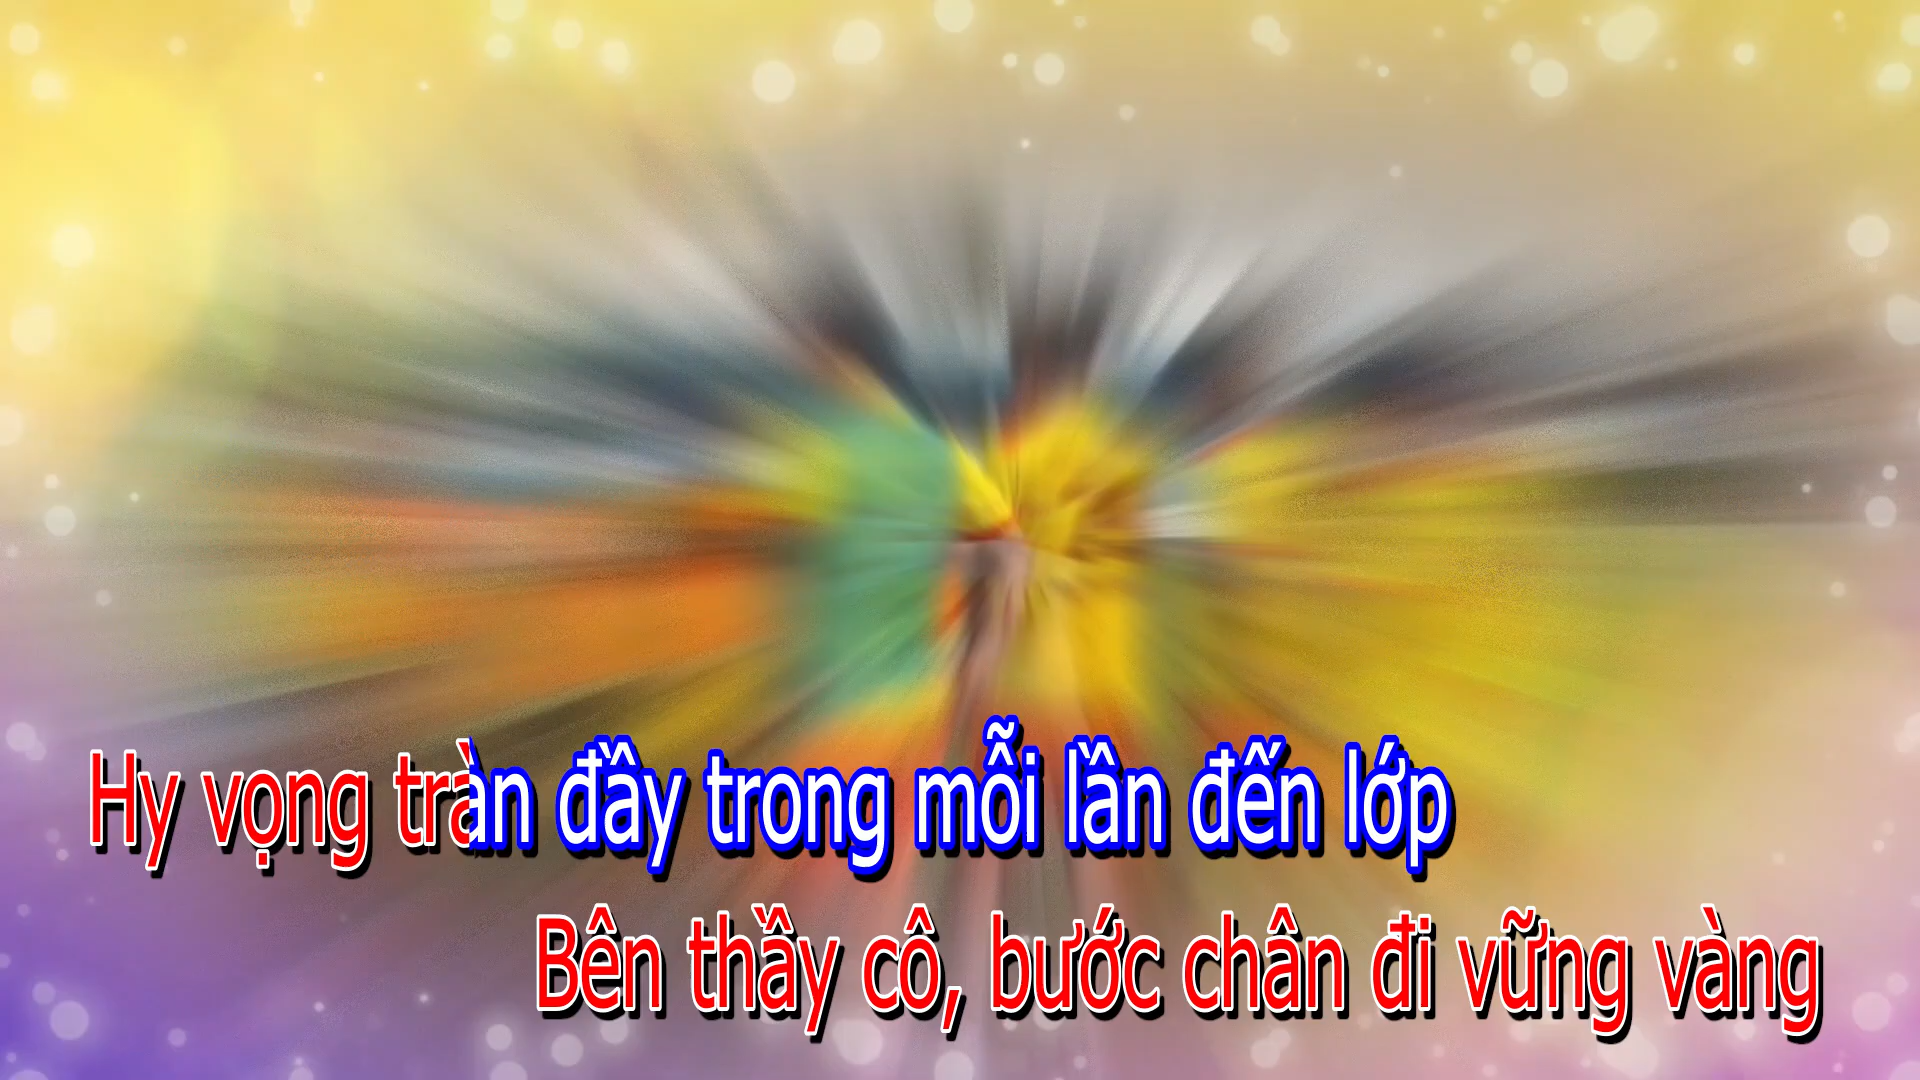 Hy vọng tràn đầy trong mỗi lần đến lớp
Bên thầy cô, bước chân đi vững vàng